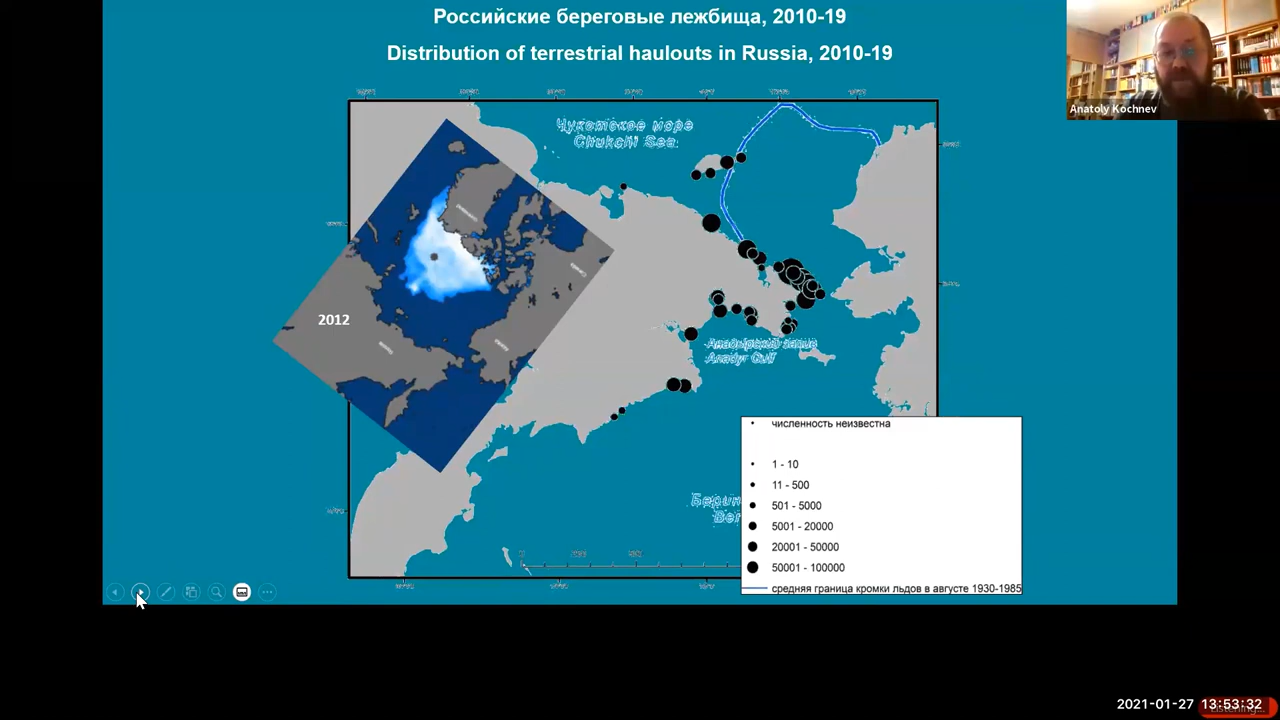 Российские береговые лежбища, 2010-19
Distribution of terrestrial haulouts in Russia, 2010-19
Anatoly Kochnev
Чукотское море
Chukchi Sea
2012
Анадырский залив
Anadyr Gulf
численность неизвестна
1 - 10
11 - 500
501 - 5000
5001 - 20000
20001 - 50000
50001 - 100000
средняя граница кромки льдов в августе 1930-1985
2021-01-27 13:53:32
Listening...